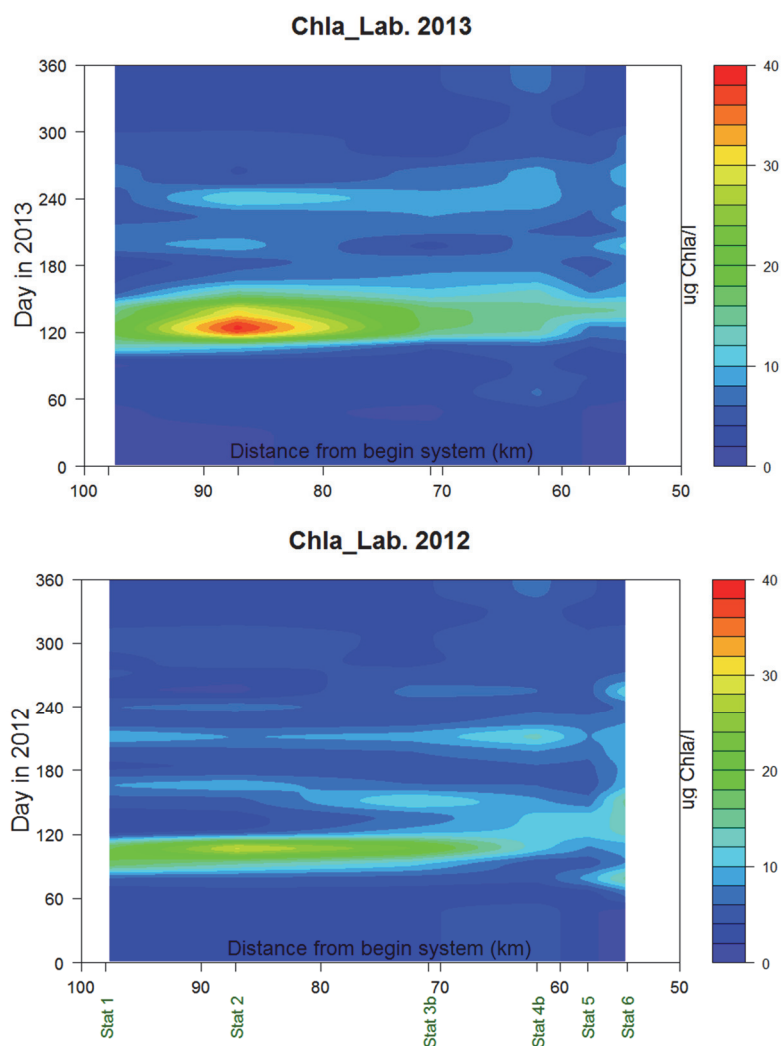 Chla_Lab. 2013
360
300
240
180
120
60
0
Day in 2013
Distance from begin system (km)
100 90 80 70 60 50
40
30
20
10
0
ug Chla/l
Chla_Lab. 2012
360
300
240
180
120
60
0
Day in 2012
Distance from begin system (km)
100 90 80 70 60 50
40
30
20
10
0
ug Chla/l
Stat 1
Stat 2
Stat 3b
Stat 4b
Stat 5
Stat 6